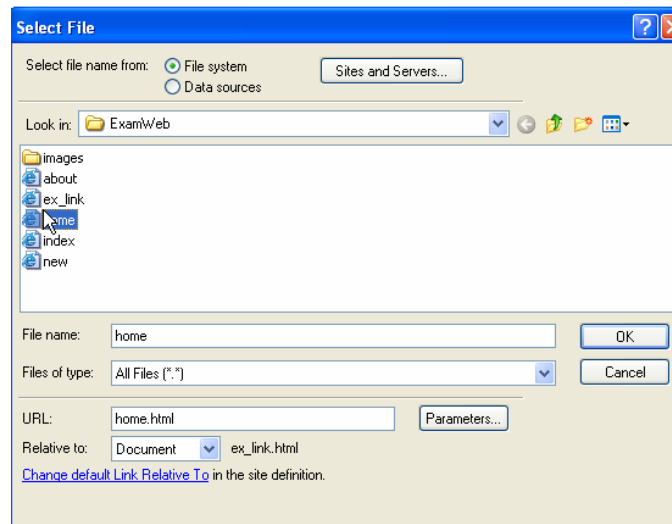 Select File
Select file name from: File system Sites and Servers...
Data sources
Look in: ExamWeb
images
about
ex_link
home
index
new
File name: home OK
Files of type: All Files (*.*) Cancel
URL: home.html Parameters...
Relative to: Document ex_link.html
Change default Link Relative To in the site definition.